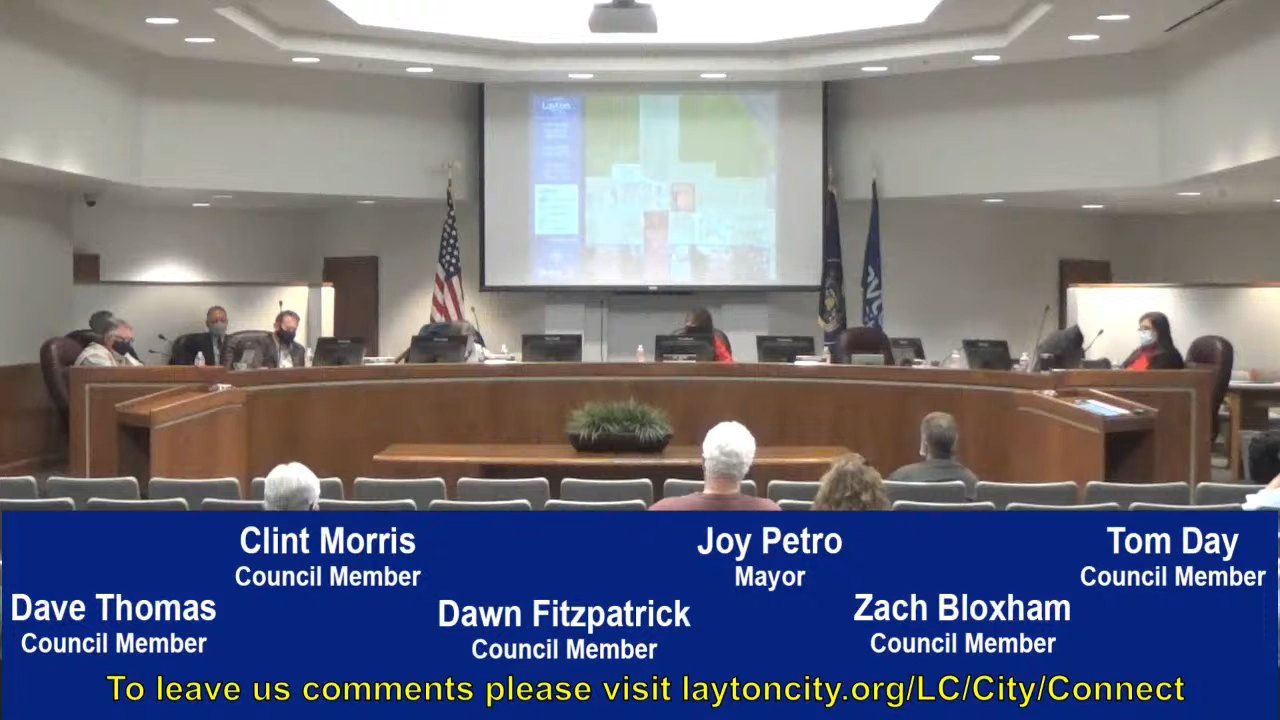 Layton
Clint Morris
Council Member
Joy Petro
Mayor
Tom Day
Council Member
Dave Thomas
Council Member
Dawn Fitzpatrick
Council Member
Zach Bloxham
Council Member
To leave us comments please visit laytoncity.org/LC/City/Connect